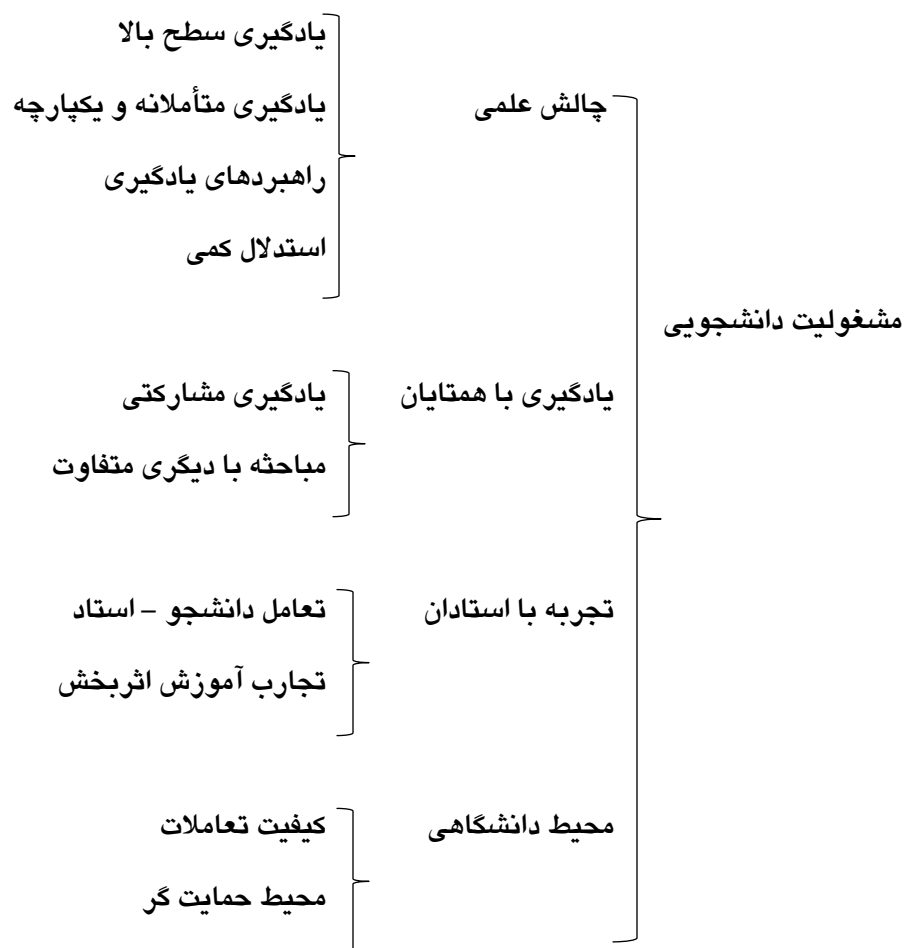 مشغولیت دانشجویی
چالش علمی
یادگیری سطح بالا
یادگیری متأملانه و یکپارچه
راهبردهای یادگیری
استدلال کمی
یادگیری با همتایان
یادگیری مشارکتی
مباحثه با دیگری متفاوت
تجربه با استادان
تعامل دانشجو – استاد
تجارب آموزش اثربخش
محیط دانشگاهی
کیفیت تعاملات
محیط حمایت گر